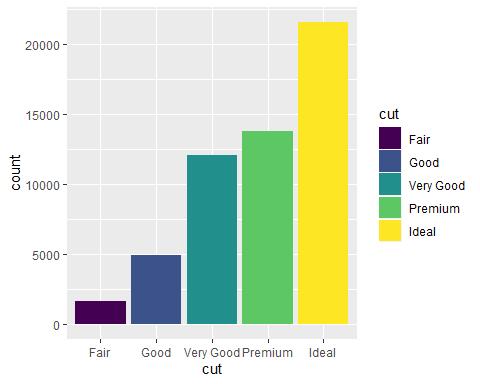 20000
15000
10000
5000
0
count
Fair Good Very Good Premium Ideal
cut
cut
Fair
Good
Very Good
Premium
Ideal